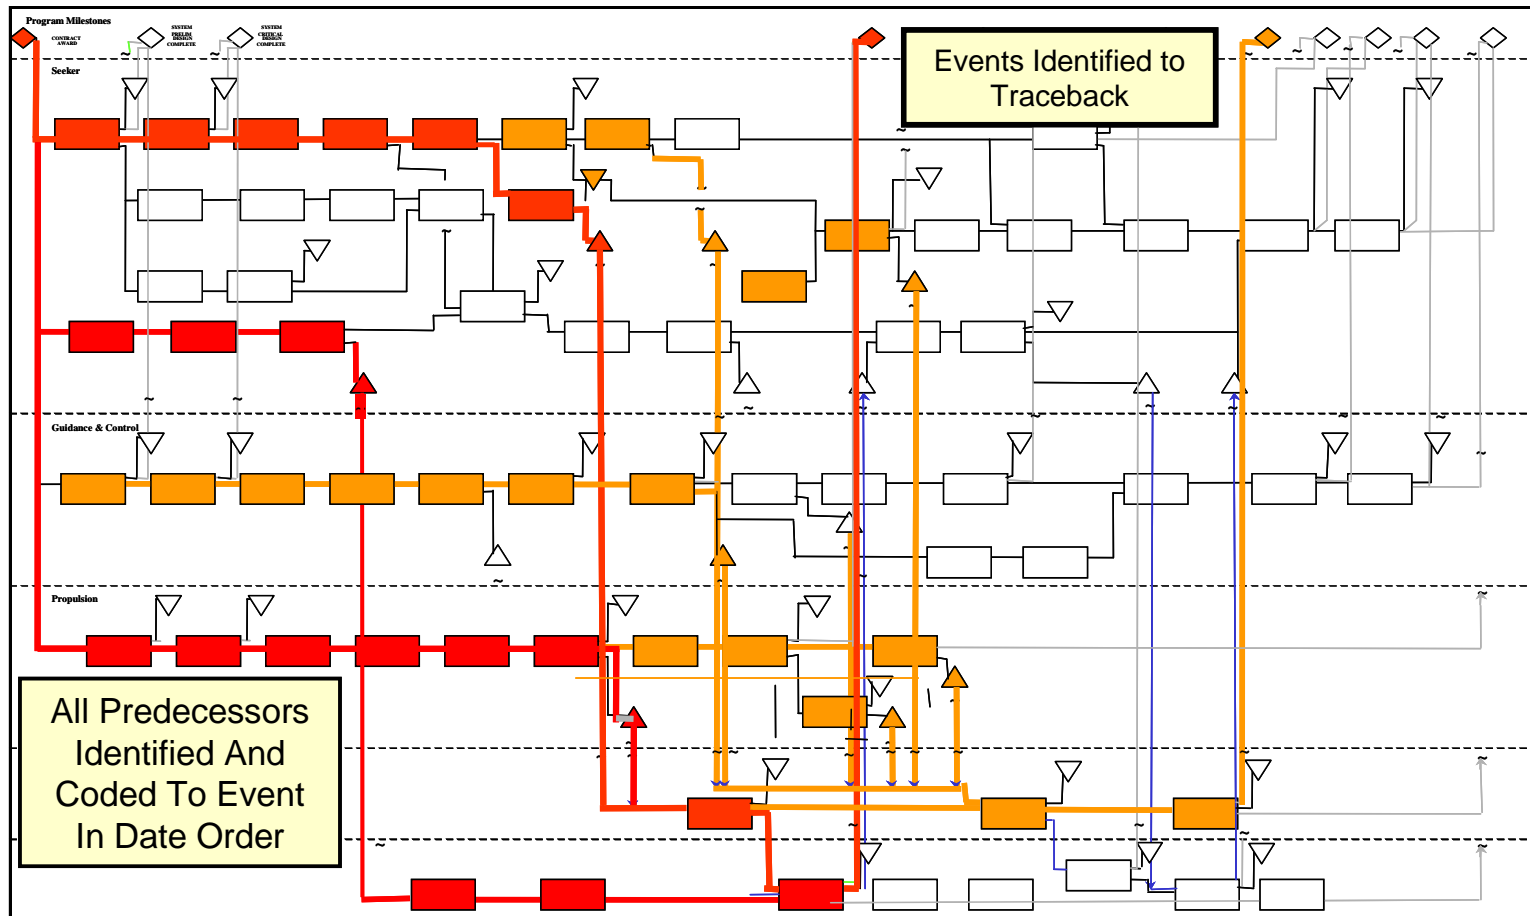 Program Milestones
CONTRACT
AWARD
SYSTEM
PRELIM
DESIGN
COMPLETE
SYSTEM
CRITICAL
DESIGN
COMPLETE
Events Identified to
Traceback
Seeker
Guidance & Control
Propulsion
All Predecessors
Identified And
Coded To Event
In Date Order